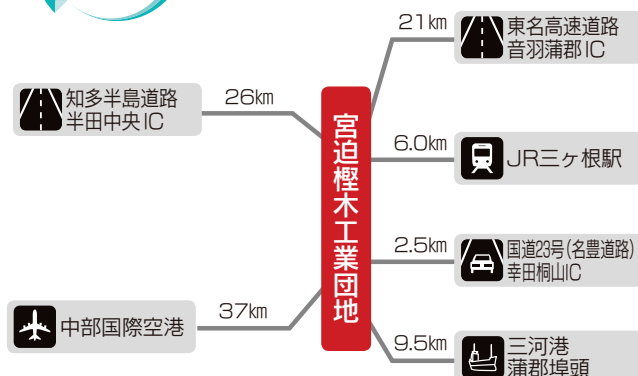 21km
東名高速道路
音羽蒲郡IC
知多半島道路
半田中央IC
26km
宮迫樫木工業団地
6.0km
JR三ヶ根駅
2.5km
国道23号(名豊道路)
幸田桐山IC
中部国際空港
37km
9.5km
三河港
蒲郡埠頭